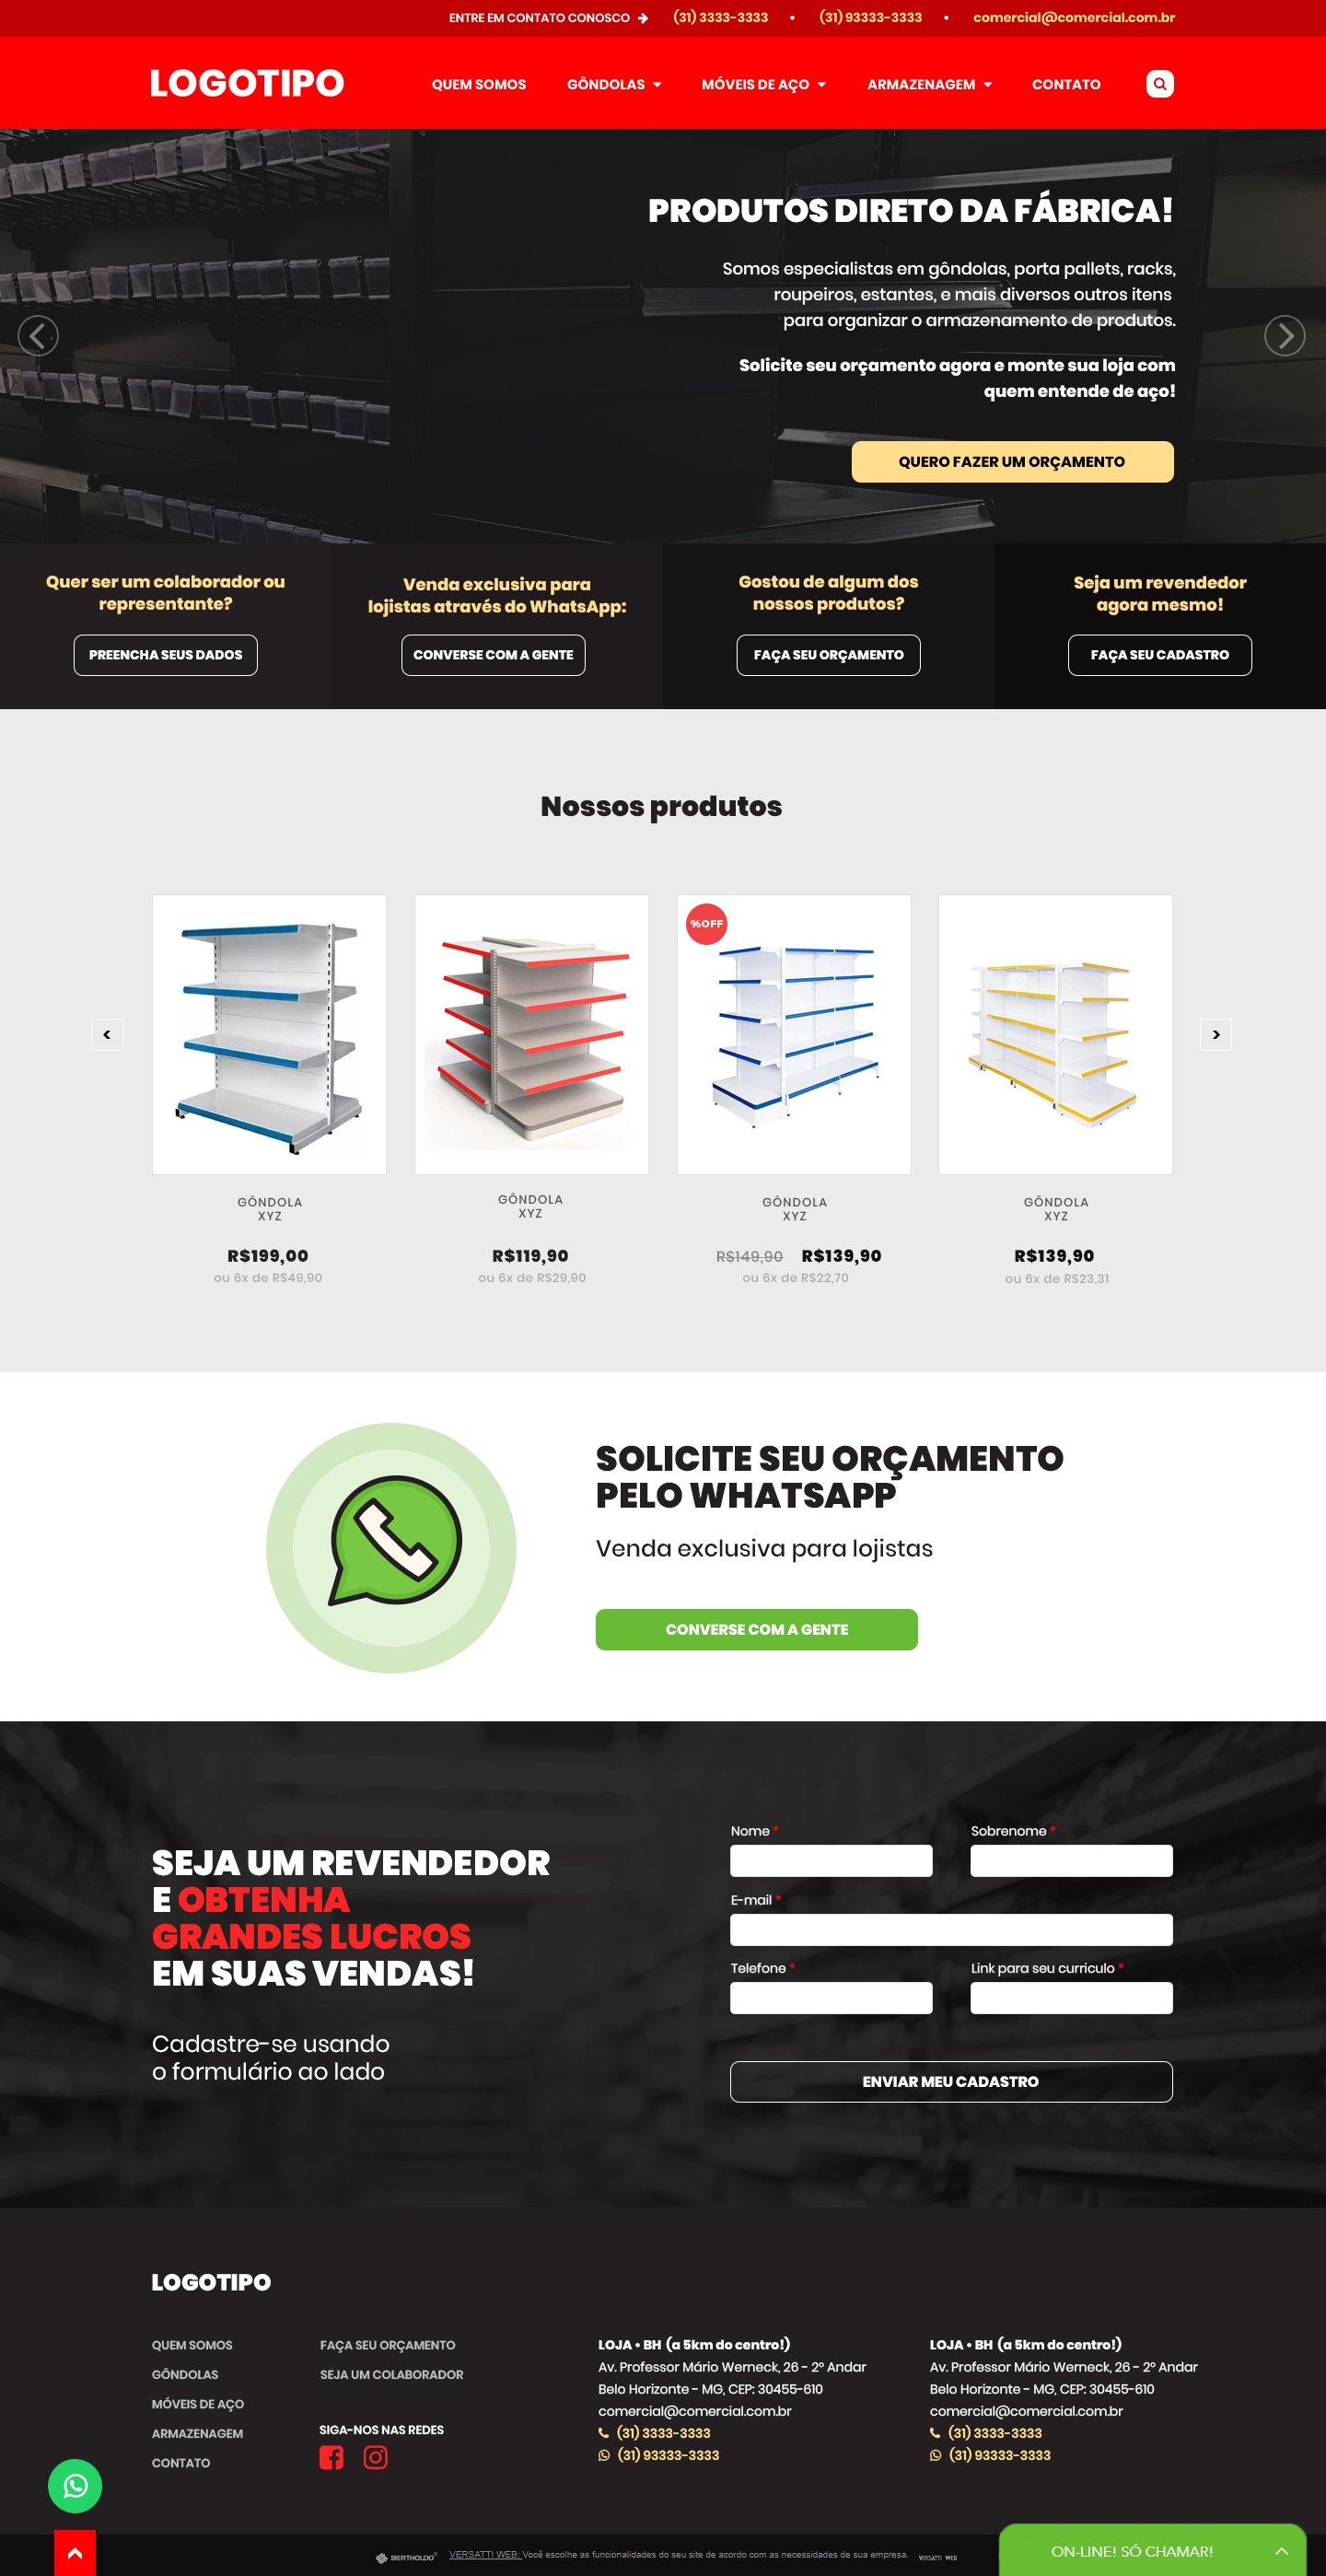 ENTRE EM CONTATO CONOSCO (31) 3333-3333 • (31) 93333-3333 • comercial@comercial.com.br
LOGOTIPO QUEM SOMOS GÔNDOLAS MÓVEIS DE AÇO ARMAZENAGEM CONTATO
PRODUTOS DIRETO DA FÁBRICA!
Somos especialistas em gôndolas, porta pallets, racks,
roupeiros, estantes, e mais diversos outros itens
para organizar o armazenamento de produtos.
Solicite seu orçamento agora e monte sua loja com
quem entende de aço!
QUERO FAZER UM ORÇAMENTO
Quer ser um colaborador ou
representante?
PREENCHA SEUS DADOS
Venda exclusiva para
lojistas através do WhatsApp:
CONVERSE COM A GENTE
Gostou de algum dos
nossos produtos?
FAÇA SEU ORÇAMENTO
Seja um revendedor
agora mesmo!
FAÇA SEU CADASTRO
Nossos produtos
<
%OFF
>
GÔNDOLA
XYZ
R$199,00
ou 6x de R$49,90
GÔNDOLA
XYZ
R$119,90
ou 6x de R$29,90
GÔNDOLA
XYZ
R$149,90 R$139,90
ou 6x de R$22,70
GÔNDOLA
XYZ
R$139,90
ou 6x de R$23,31
SOLICITE SEU ORÇAMENTO
PELO WHATSAPP
Venda exclusiva para lojistas
CONVERSE COM A GENTE
SEJA UM REVENDEDOR
E OBTENHA
GRANDES LUCROS
EM SUAS VENDAS!
Cadastre-se usando
o formulário ao lado
Nome * Sobrenome *
E-mail *
Telefone * Link para seu curriculo *
ENVIAR MEU CADASTRO
LOGOTIPO
QUEM SOMOS
GÔNDOLAS
MÓVEIS DE AÇO
ARMAZENAGEM
CONTATO
FAÇA SEU ORÇAMENTO
SEJA UM COLABORADOR
SIGA-NOS NAS REDES
LOJA • BH (a 5km do centro!)
Av. Professor Mário Werneck, 26 - 2º Andar
Belo Horizonte - MG, CEP: 30455-610
comercial@comercial.com.br
(31) 3333-3333
(31) 93333-3333
LOJA • BH (a 5km do centro!)
Av. Professor Mário Werneck, 26 - 2º Andar
Belo Horizonte - MG, CEP: 30455-610
comercial@comercial.com.br
(31) 3333-3333
(31) 93333-3333
BERTHOLDO® VERSATTI WEB: Você escolhe as funcionalidades do seu site de acordo com as necessidades de sua empresa. VERSATTI WEB
ON-LINE! SÓ CHAMAR!